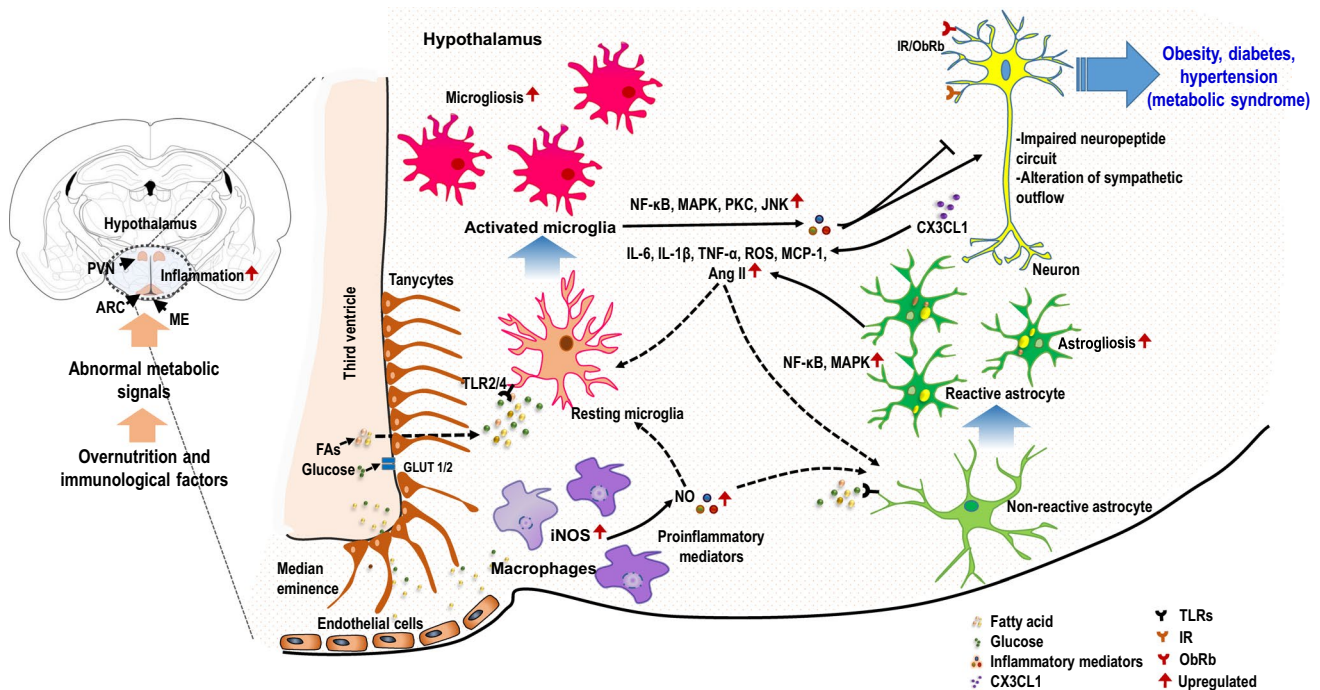 Hypothalamus
PVN
Inflammation
ARC
ME
Abnormal metabolic
signals
Overnutrition and
immunological factors
Hypothalamus
Microgliosis
Activated microglia
NF-κB, MAPK, PKC, JNK
IL-6, IL-1β, TNF-α, ROS, MCP-1,
Ang II
CX3CL1
IR/ObRb
Obesity, diabetes,
hypertension
(metabolic syndrome)
-Impaired neuropeptide
circuit
-Alteration of sympathetic
outflow
Neuron
Tanycytes
Third ventricle
TLR2/4
Resting microglia
FAs
Glucose
GLUT 1/2
NF-κB, MAPK
Astrogliosis
Reactive astrocyte
Non-reactive astrocyte
NO
iNOS
Proinflammatory
mediators
Macrophages
Median
eminence
Endothelial cells
Fatty acid
Glucose
Inflammatory mediators
CX3CL1
TLRs
IR
ObRb
Upregulated